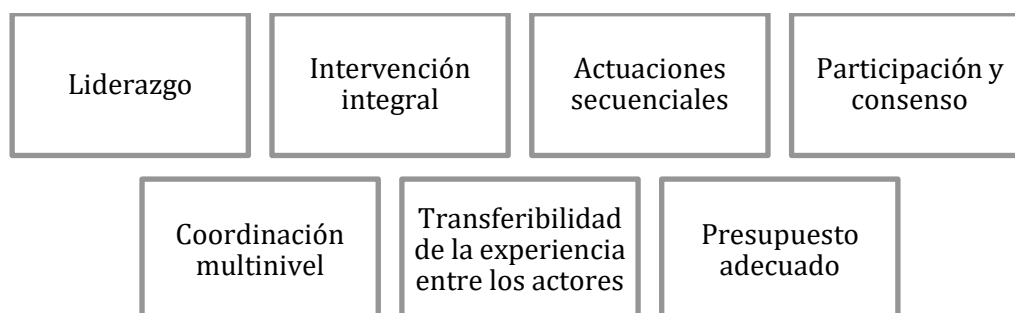 Liderazgo
Intervención
integral
Actuaciones
secuenciales
Participación y
consenso
Coordinación
multinivel
Transferibilidad
de la experiencia
entre los actores
Presupuesto
adecuado